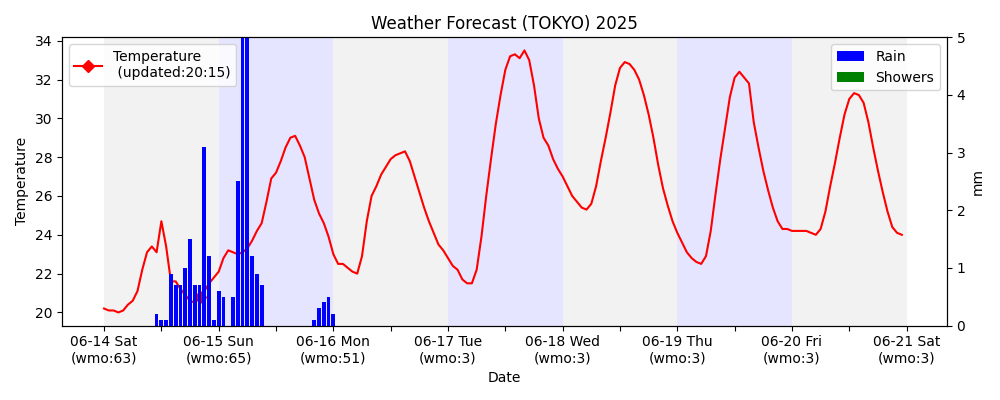 Weather Forecast (TOKYO) 2025
Temperature
(updated:20:15)
Rain
Showers
34
32
30
28
26
24
22
20
Temperature
5
4
3
2
1
0
mm
06-14 Sat
(wmo:63)
06-15 Sun
(wmo:65)
06-16 Mon
(wmo:51)
06-17 Tue
(wmo:3)
06-18 Wed
(wmo:3)
06-19 Thu
(wmo:3)
06-20 Fri
(wmo:3)
06-21 Sat
(wmo:3)
Date